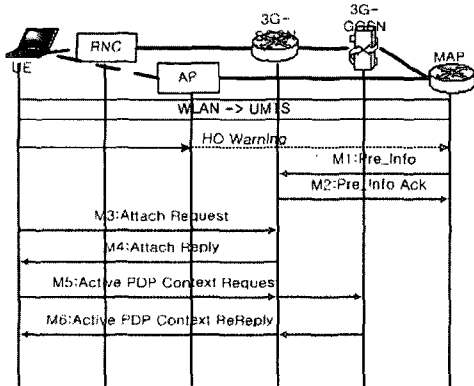 3G-
SGSN
3G-
GGSN
RNC
MAP
UE
AP
WLAN -> UMTS
HO Warning
M1:Pre_Info
M2:Pre_Info Ack
M3:Attach Request
M4:Attach Reply
M5:Active PDP Context Reques
M6:Active PDP Context ReReply